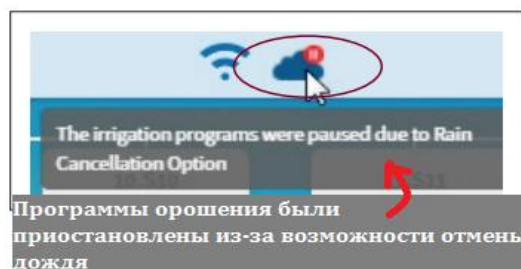 The irrigation programs were paused due to Rain
Cancellation Option
Программы орошения были
приостановлены из-за возможности отмены
дождя